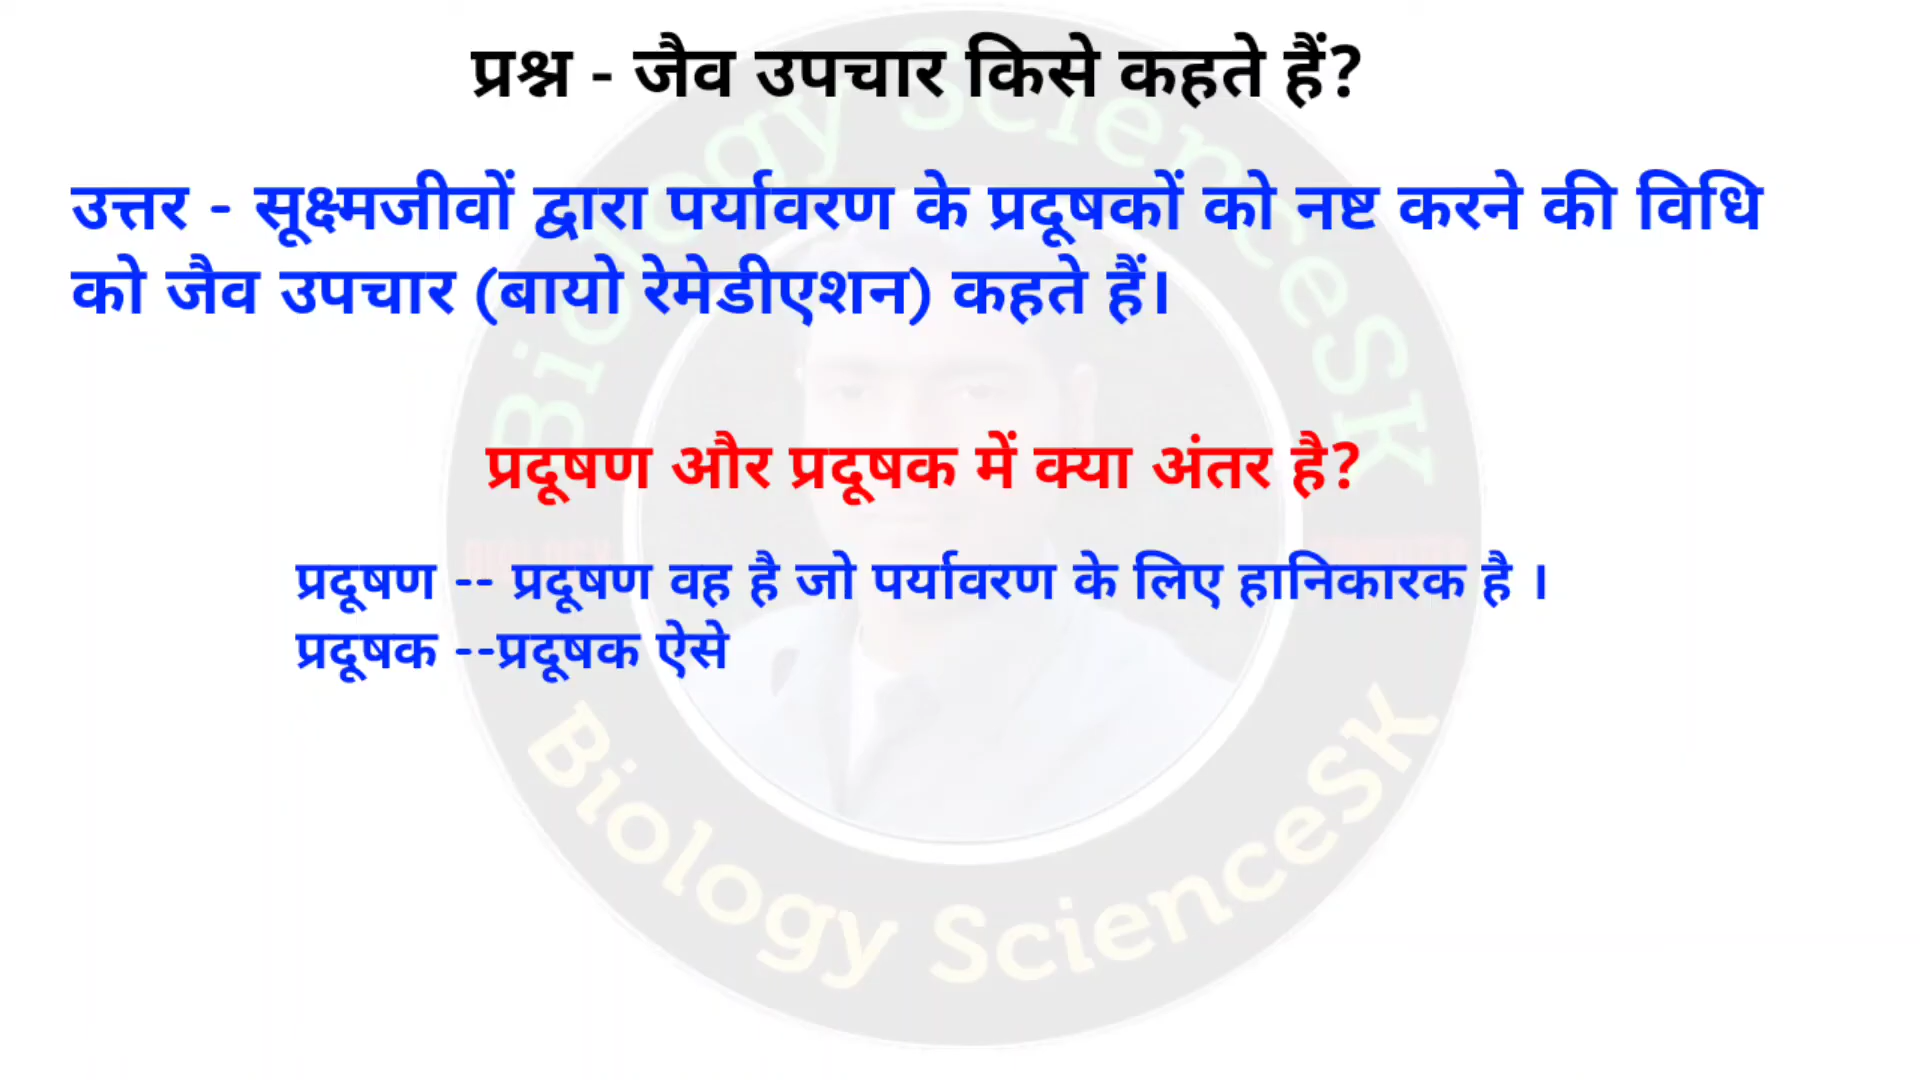 प्रश्न - जैव उपचार किसे कहते हैं?
उत्तर - सूक्ष्मजीवों द्वारा पर्यावरण के प्रदूषकों को नष्ट करने की विधि
को जैव उपचार (बायो रेमेडीएशन) कहते हैं।
प्रदूषण और प्रदूषक में क्या अंतर है?
प्रदूषण -- प्रदूषण वह है जो पर्यावरण के लिए हानिकारक है ।
प्रदूषक --प्रदूषक ऐसे
Biology ScienceSK
BIOLOGY
Biology ScienceSK